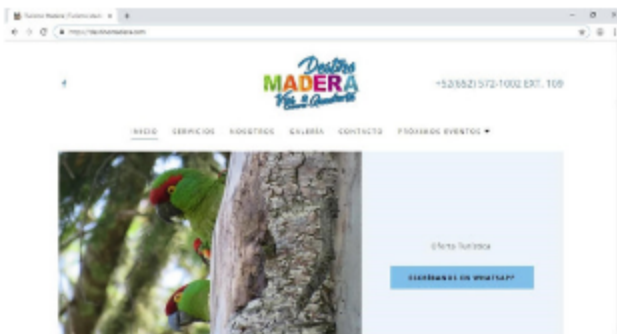 Destino
MADERA
+52(652) 572-1002 EXT. 109
INICIO SERVICIOS NOSOTROS GALERÍA CONTACTO PRÓXIMOS EVENTOS
Oferta Turística
ESCRÍBANOS EN WHATSAPP